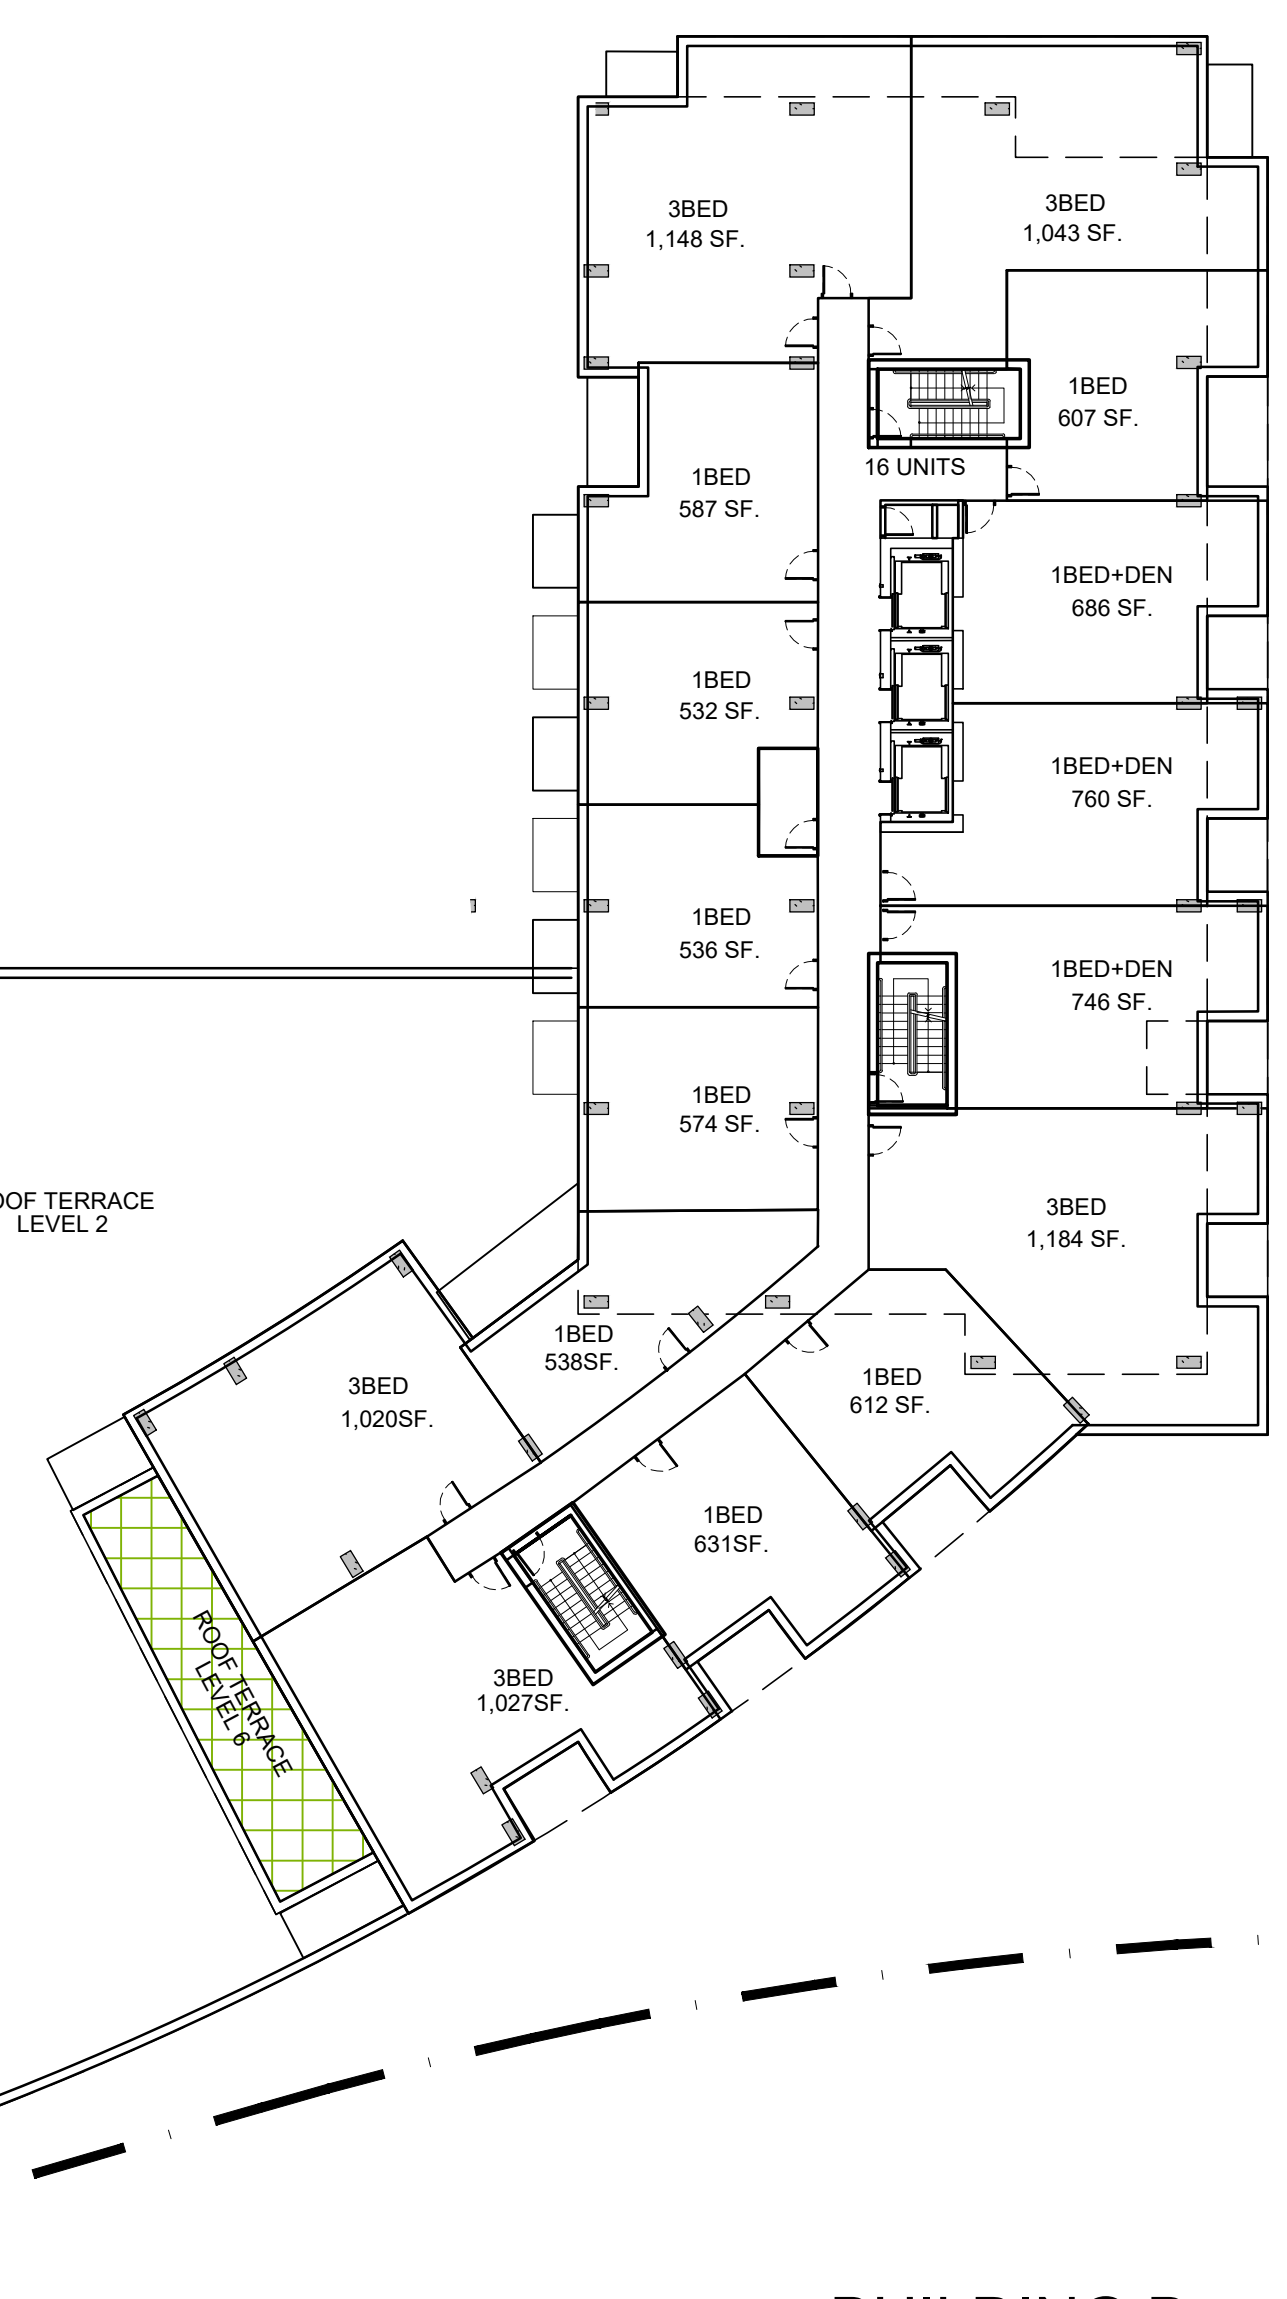 3BED
1,148 SF.
3BED
1,043 SF.
1BED
607 SF.
16 UNITS
1BED
587 SF.
1BED+DEN
686 SF.
1BED
532 SF.
1BED+DEN
760 SF.
1BED
536 SF.
1BED+DEN
746 SF.
1BED
574 SF.
3BED
1,184 SF.
TERRACE
LEVEL 2
1BED
538SF.
3BED
1,020SF.
1BED
612 SF.
1BED
631SF.
3BED
1,027SF.
ROOF TERRACE
LEVEL 6